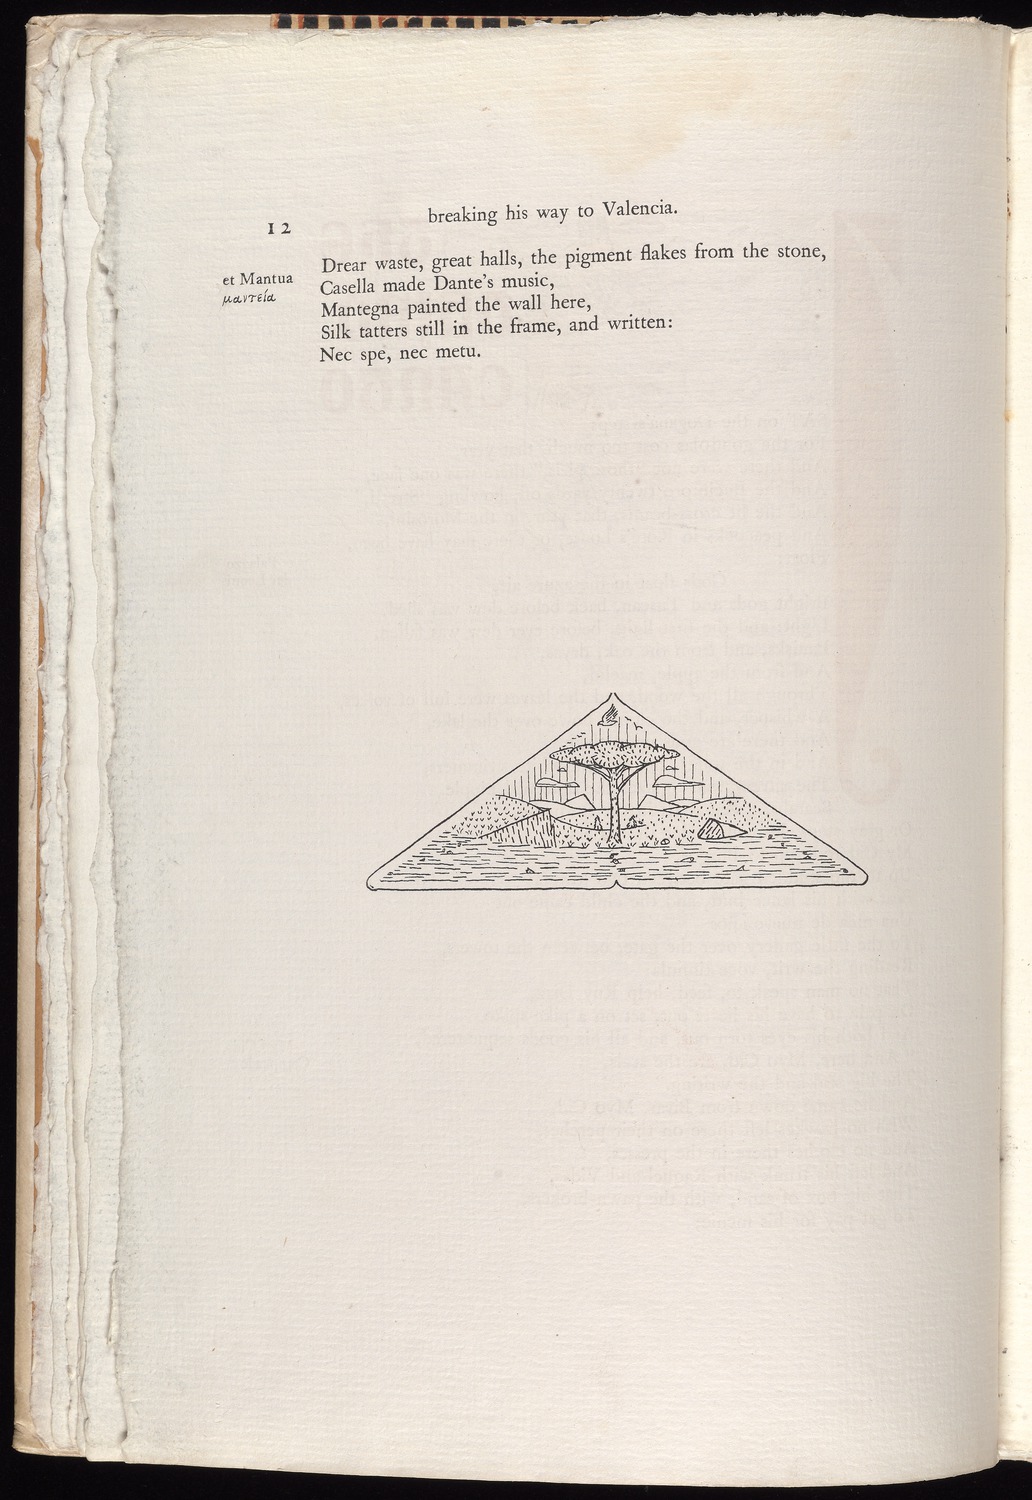 breaking his way to Valencia.
12
Drear waste, great halls, the pigment flakes from the stone,
et Mantua
μαντεία
Casella made Dante's music,
Mantegna painted the wall here,
Silk tatters still in the frame, and written:
Nec spe, nec metu.